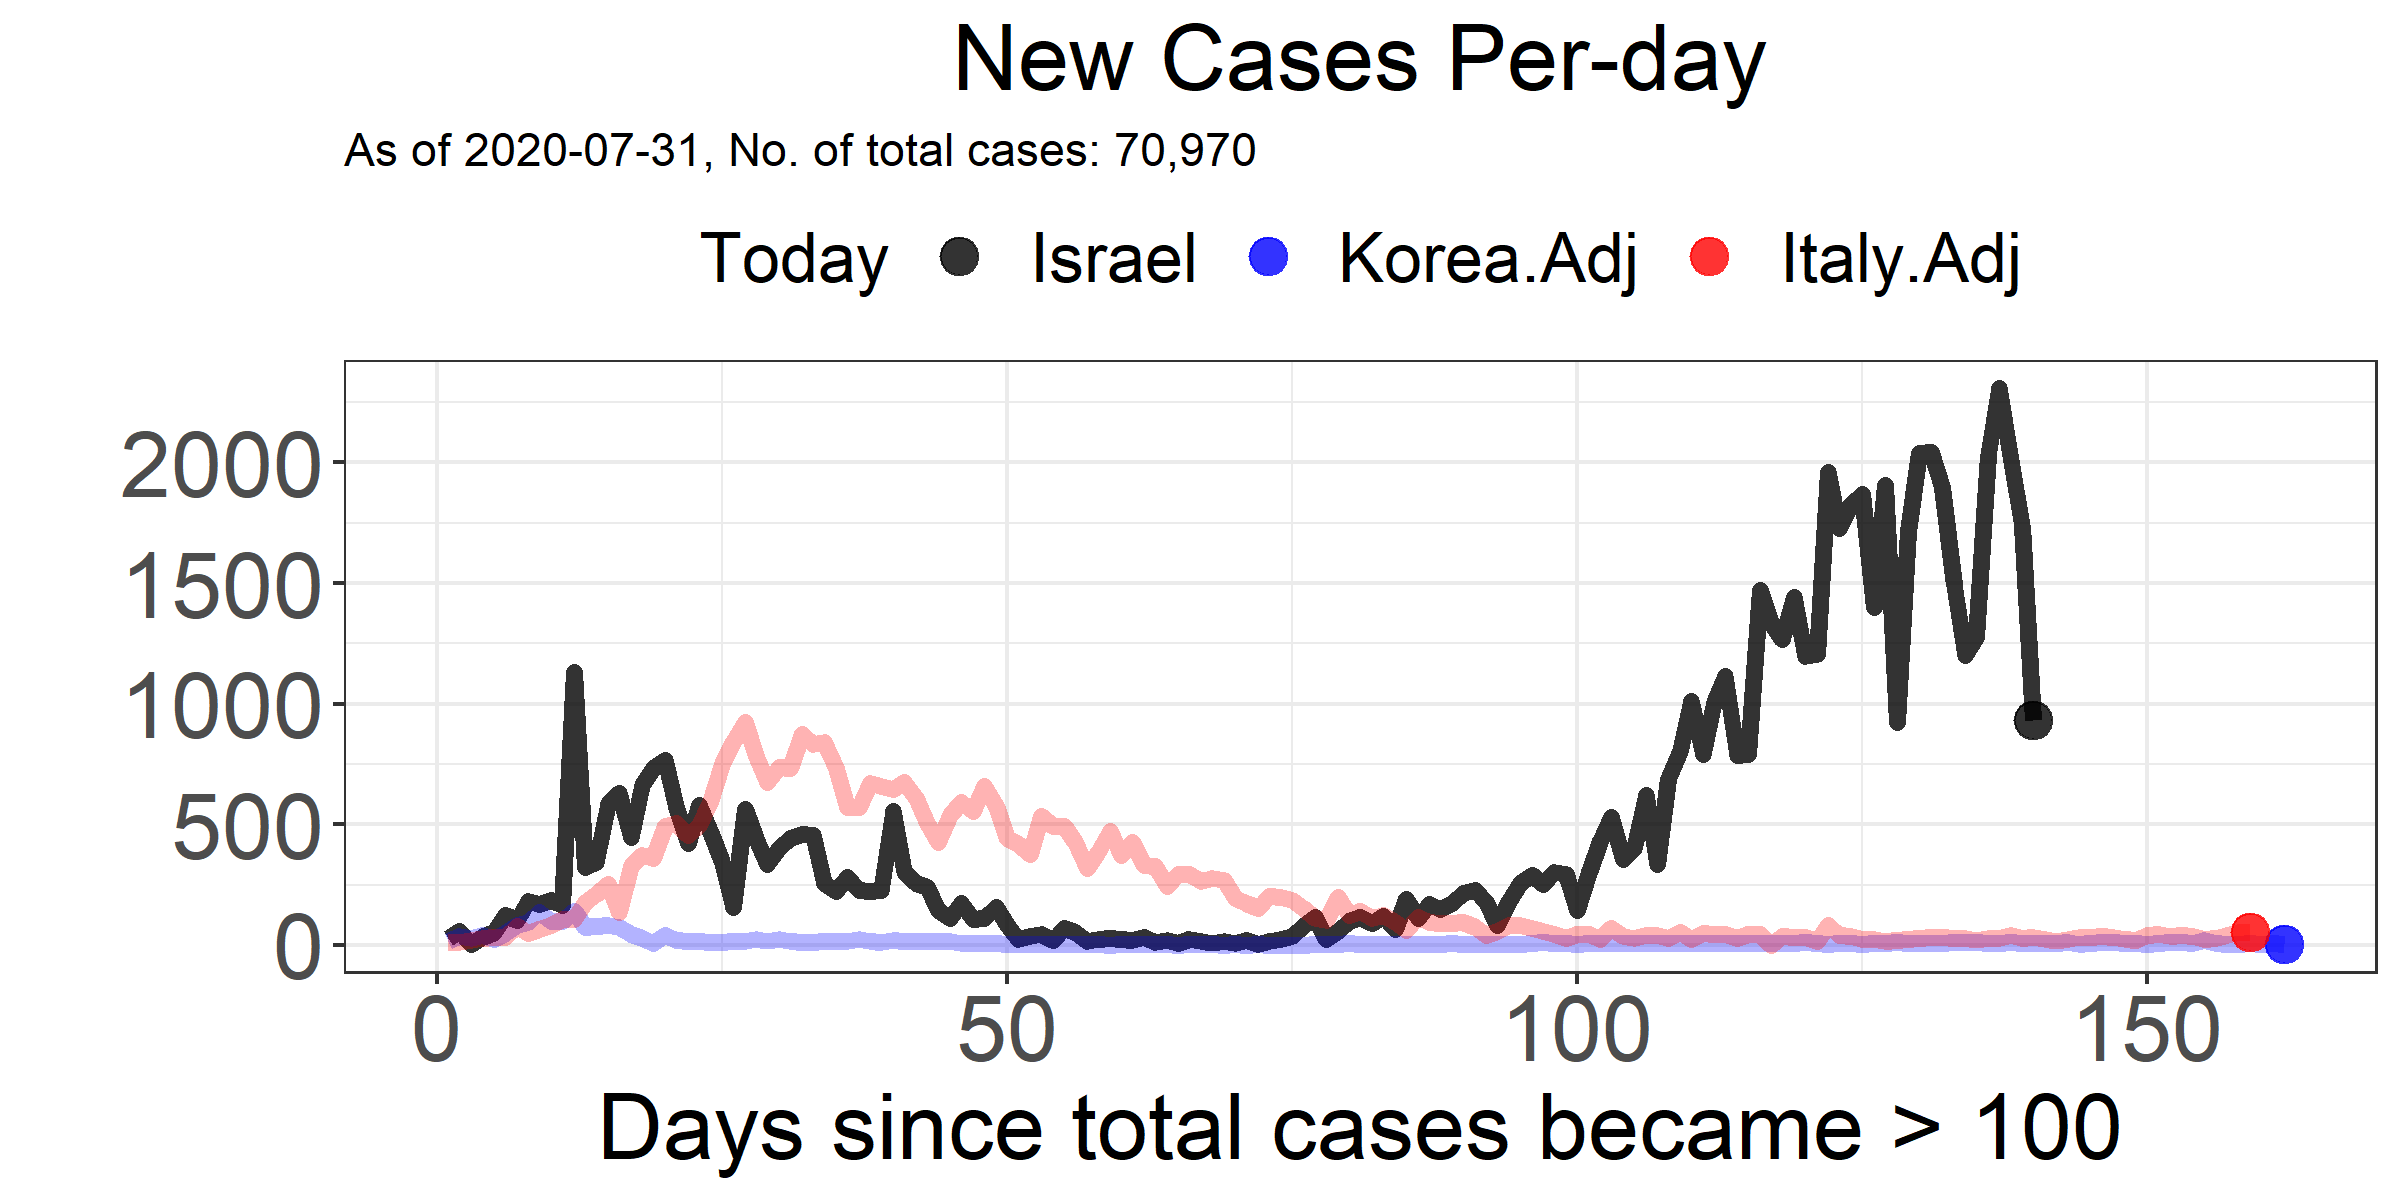 New Cases Per-day
As of 2020-07-31, No. of total cases: 70,970
Today Israel Korea.Adj Italy.Adj
2000
1500
1000
500
0
0 50 100 150
Days since total cases became > 100